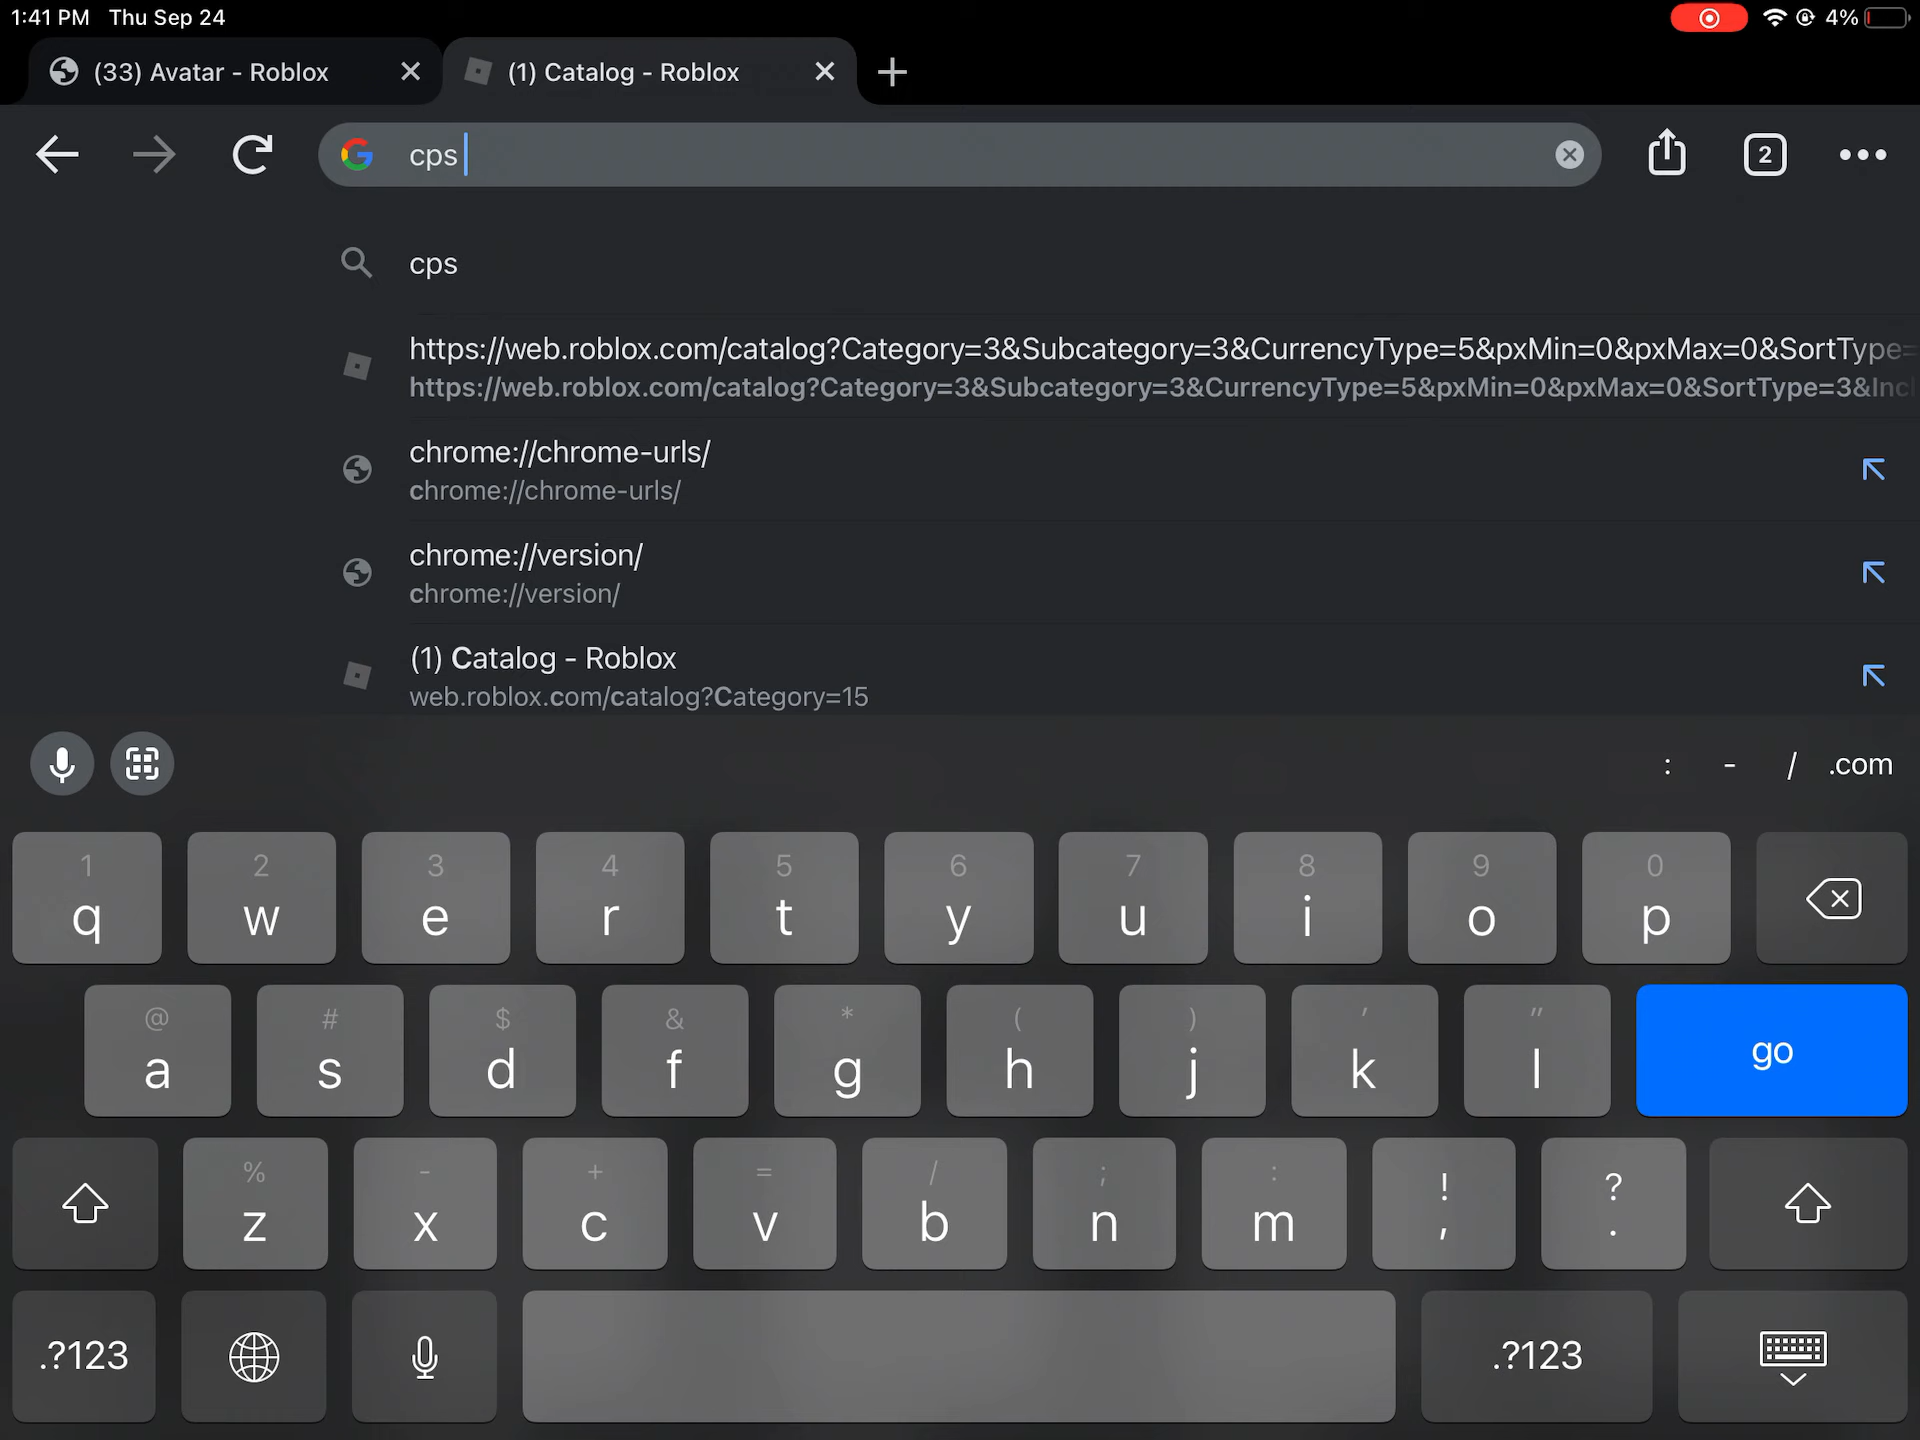 1:41 PM Thu Sep 24
4%
(33) Avatar - Roblox
(1) Catalog - Roblox
cps
2
cps
https://web.roblox.com/catalog?Category=3&Subcategory=3&CurrencyType=5&pxMin=0&pxMax=0&SortType=
https://web.roblox.com/catalog?Category=3&Subcategory=3&CurrencyType=5&pxMin=0&pxMax=0&SortType=3&Incl
chrome://chrome-urls/
chrome://chrome-urls/
chrome://version/
chrome://version/
(1) Catalog - Roblox
web.roblox.com/catalog?Category=15
: - / .com
1 2 3 4 5 6 7 8 9 0
q w e r t y u i o p
@ # $ & * ( ) ' "
a s d f g h j k l go
% - + = / ; : ! ?
z x c v b n m , .
.?123 .?123